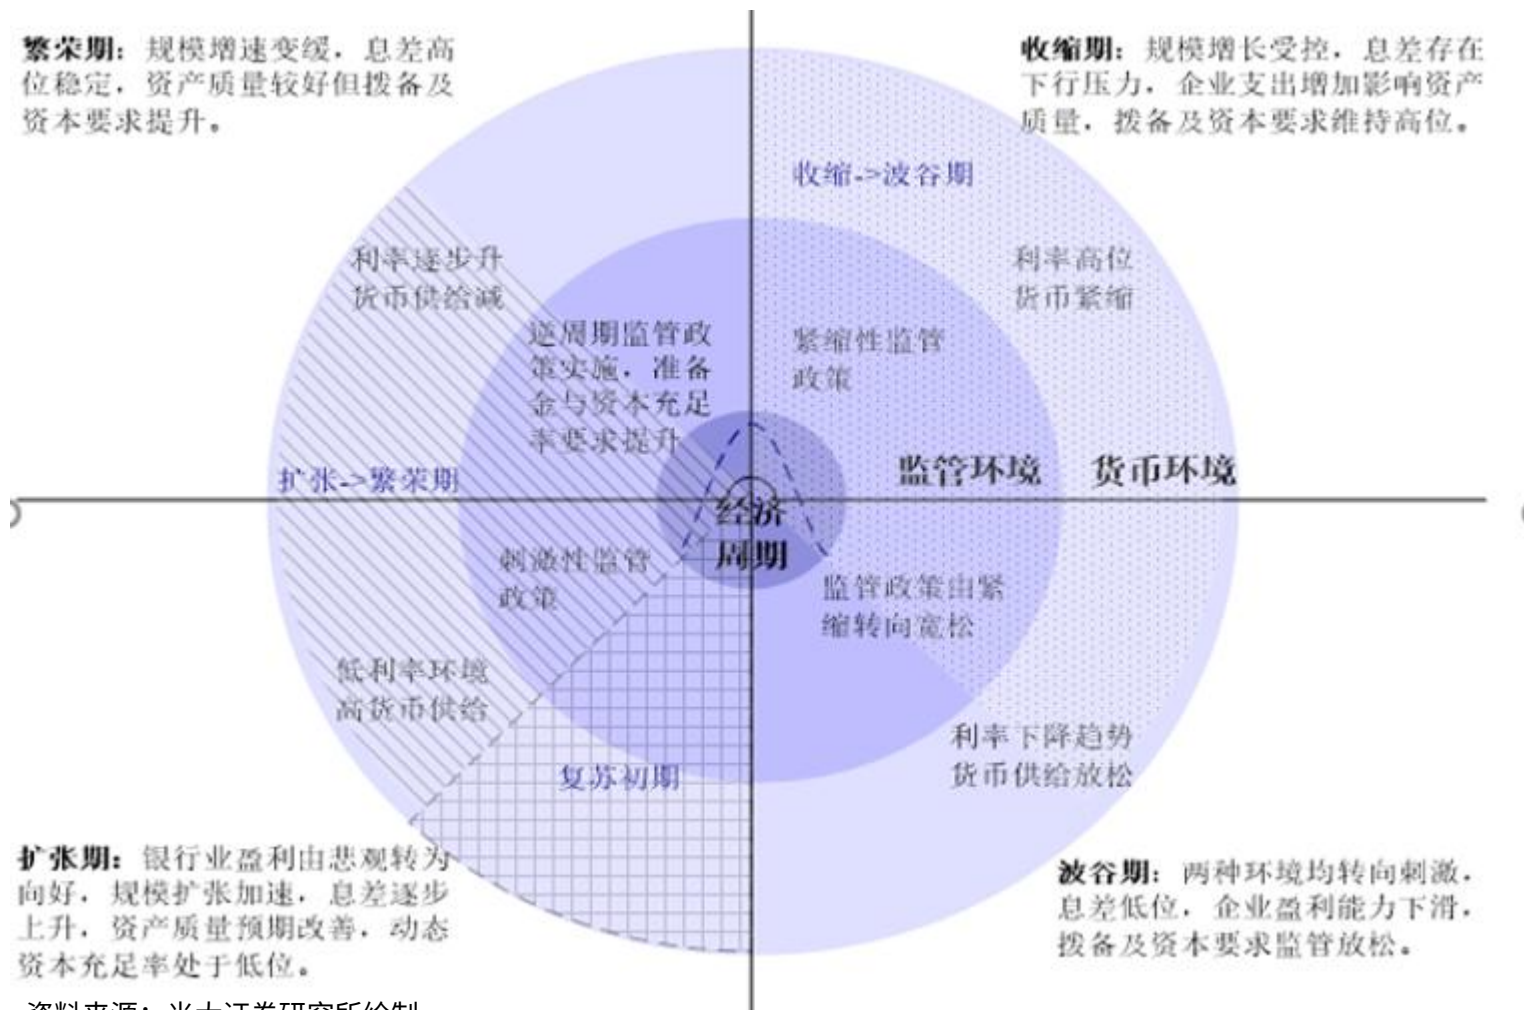 繁荣期：规模增速变缓，息差高
位稳定，资产质量较好但拨备及
资本要求提升。
收缩期：规模增长受控，息差存在
下行压力，企业支出增加影响资产
质量，拨备及资本要求维持高位。
收缩->波谷期
利率逐步升
货币供给减
利率高位
货币紧缩
逆周期监管政
策实施，准备
金与资本充足
率要求提升
紧缩性监管
政策
扩张->繁荣期
监管环境
货币环境
经济
周期
刺激性监管
政策
监管政策由紧
缩转向宽松
低利率环境
高货币供给
利率下降趋势
货币供给放松
复苏初期
扩张期：银行业盈利由悲观转为
向好，规模扩张加速，息差逐步
上升，资产质量预期改善，动态
资本充足率处于低位。
波谷期：两种环境均转向刺激，
息差低位，企业盈利能力下滑，
拨备及资本要求监管放松。
资料来源：光大证券研究所绘制